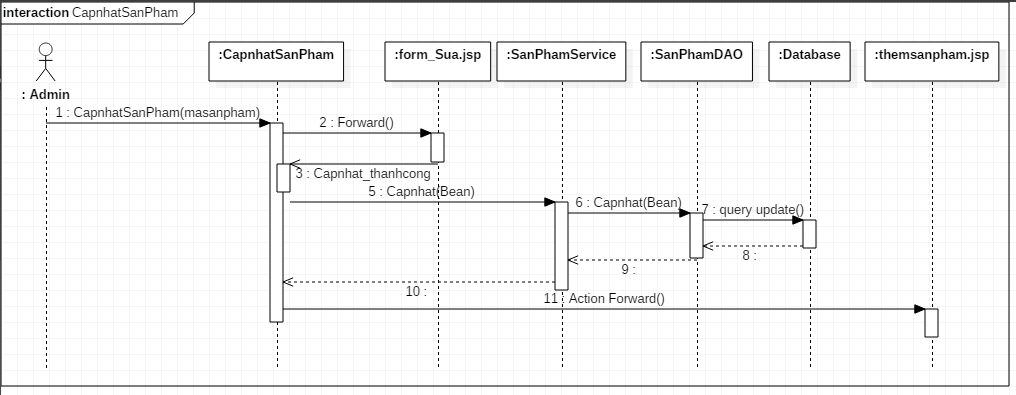 interaction CapnhatSanPham
:CapnhatSanPham
:form_Sua.jsp
:SanPhamService
:SanPhamDAO
:Database
:themsanpham.jsp
: Admin
1 : CapnhatSanPham(masanpham)
2 : Forward()
3 : Capnhat_thanhcong
5 : Capnhat(Bean)
6 : Capnhat(Bean)
7 : query update()
8 :
9 :
10 :
11 : Action Forward()